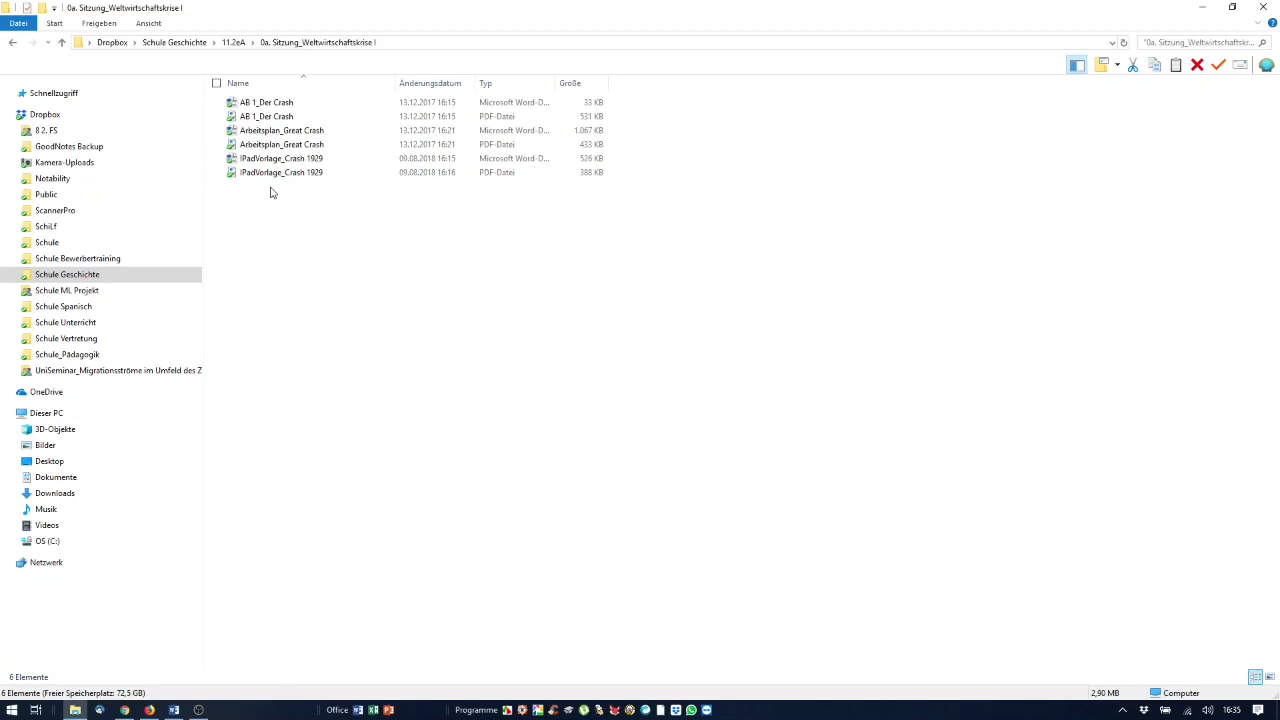 0a. Sitzung_Weltwirtschaftskrise I
Datei Start Freigeben Ansicht
Dropbox Schule Geschichte 11.2eA 0a. Sitzung_Weltwirtschaftskrise I "0a. Sitzung_Weltwirtschaftskr...
Name Änderungsdatum Typ Größe
AB 1_Der Crash 13.12.2017 16:15 Microsoft Word-D... 33 KB
AB 1_Der Crash 13.12.2017 16:15 PDF-Datei 531 KB
Arbeitsplan_Great Crash 13.12.2017 16:21 Microsoft Word-D... 1.067 KB
Arbeitsplan_Great Crash 13.12.2017 16:21 PDF-Datei 433 KB
IPadVorlage_Crash 1929 09.08.2018 16:15 Microsoft Word-D... 526 KB
IPadVorlage_Crash 1929 09.08.2018 16:16 PDF-Datei 388 KB
Schnellzugriff
Dropbox
8 2. FS
GoodNotes Backup
Kamera-Uploads
Notability
Public
ScannerPro
SchiLf
Schule
Schule Bewerbertraining
Schule Geschichte
Schule ML Projekt
Schule Spanisch
Schule Unterricht
Schule Vertretung
Schule_Pädagogik
UniSeminar_Migrationsströme im Umfeld des Z
OneDrive
Dieser PC
3D-Objekte
Bilder
Desktop
Dokumente
Downloads
Musik
Videos
OS (C:)
Netzwerk
6 Elemente
6 Elemente (Freier Speicherplatz: 72,5 GB) 2,90 MB Computer
Office Programme 16:35